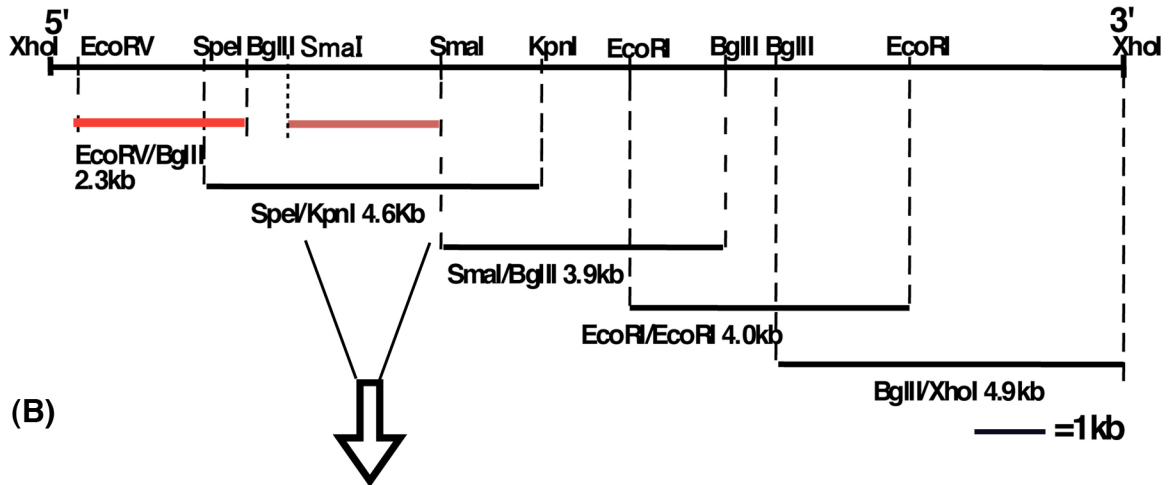 5' 3'
XhoI EcoRV SpeI BglII SmaI SmaI KpnI EcoRI BglII BglII EcoRI XhoI
EcoRV/BglII
2.3kb
SpeI/KpnI 4.6Kb
SmaI/BglII 3.9kb
EcoRI/EcoRI 4.0kb
BglII/XhoI 4.9kb
(B)
=1kb